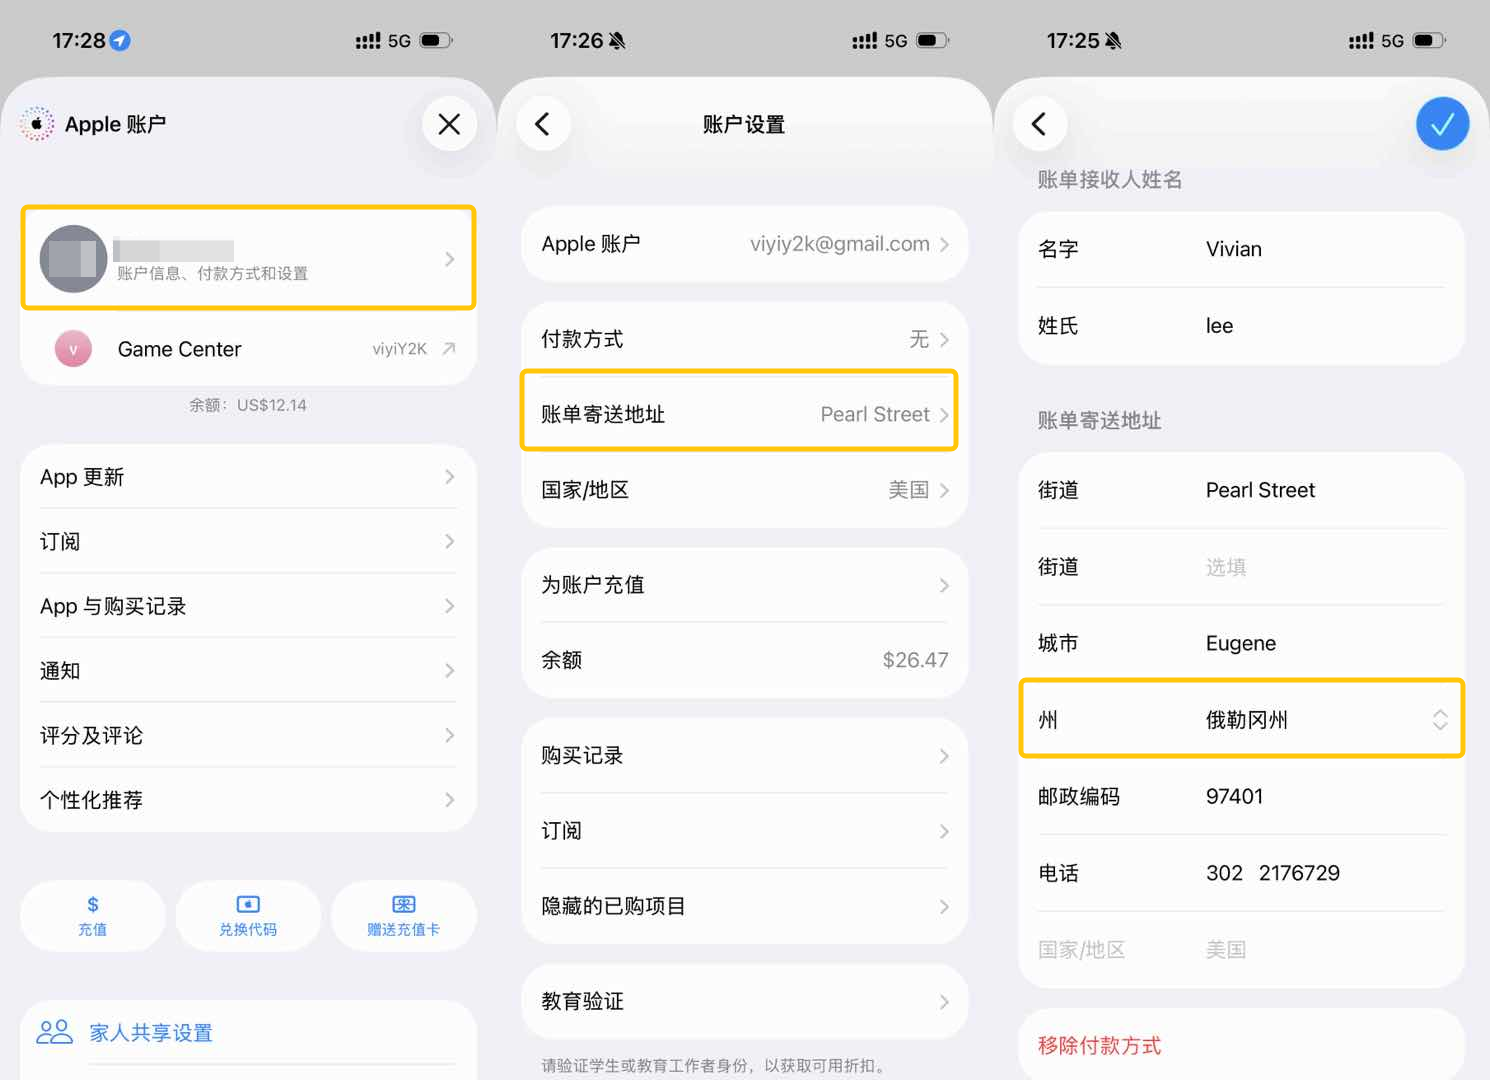 17:28
5G
Apple 账户
账户信息、付款方式和设置
v
Game Center
viyiY2K
余额：US$12.14
App 更新
订阅
App 与购买记录
通知
评分及评论
个性化推荐
充值
兑换代码
赠送充值卡
家人共享设置
17:26
5G
账户设置
Apple 账户
viyiy2k@gmail.com
付款方式
无
账单寄送地址
Pearl Street
国家/地区
美国
为账户充值
余额
$26.47
购买记录
订阅
隐藏的已购项目
教育验证
请验证学生或教育工作者身份，以获取可用折扣。
17:25
5G
账单接收人姓名
名字
Vivian
姓氏
lee
账单寄送地址
街道
Pearl Street
街道
选填
城市
Eugene
州
俄勒冈州
邮政编码
97401
电话
302 2176729
国家/地区
美国
移除付款方式